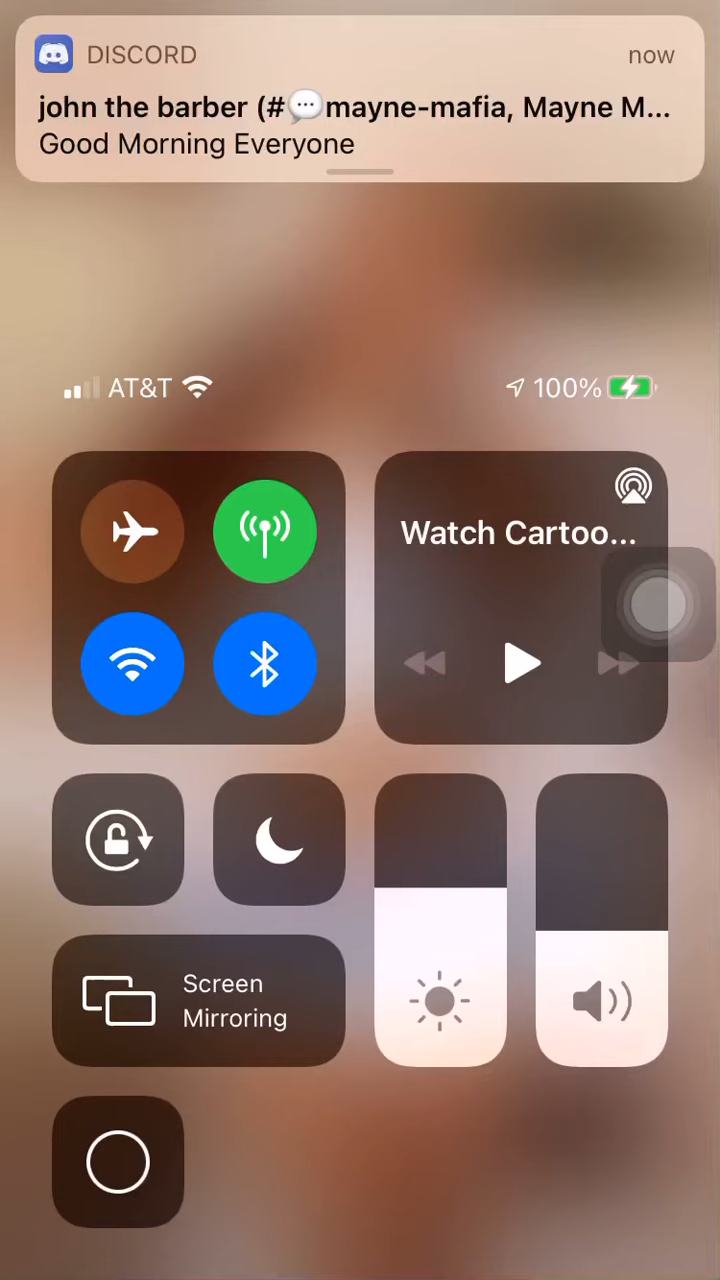 DISCORD
now
john the barber (#💬mayne-mafia, Mayne M...
Good Morning Everyone
AT&T
100%
Watch Cartoo...
Screen
Mirroring